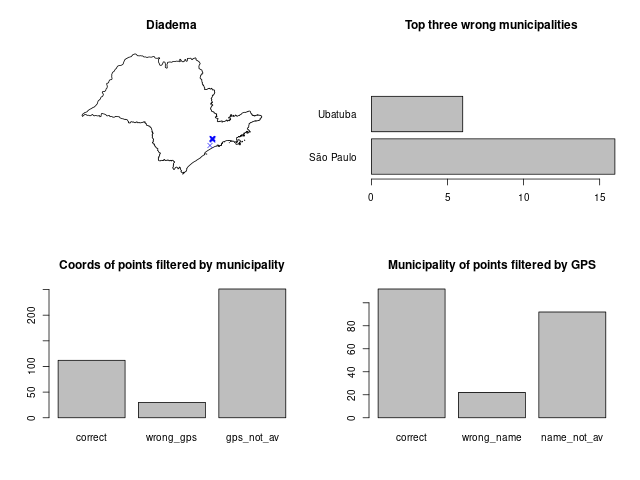 Diadema
Top three wrong municipalities
Ubatuba
São Paulo
0 5 10 15
Coords of points filtered by municipality
0 50 100 200
correct wrong_gps gps_not_av
Municipality of points filtered by GPS
0 20 40 60 80
correct wrong_name name_not_av